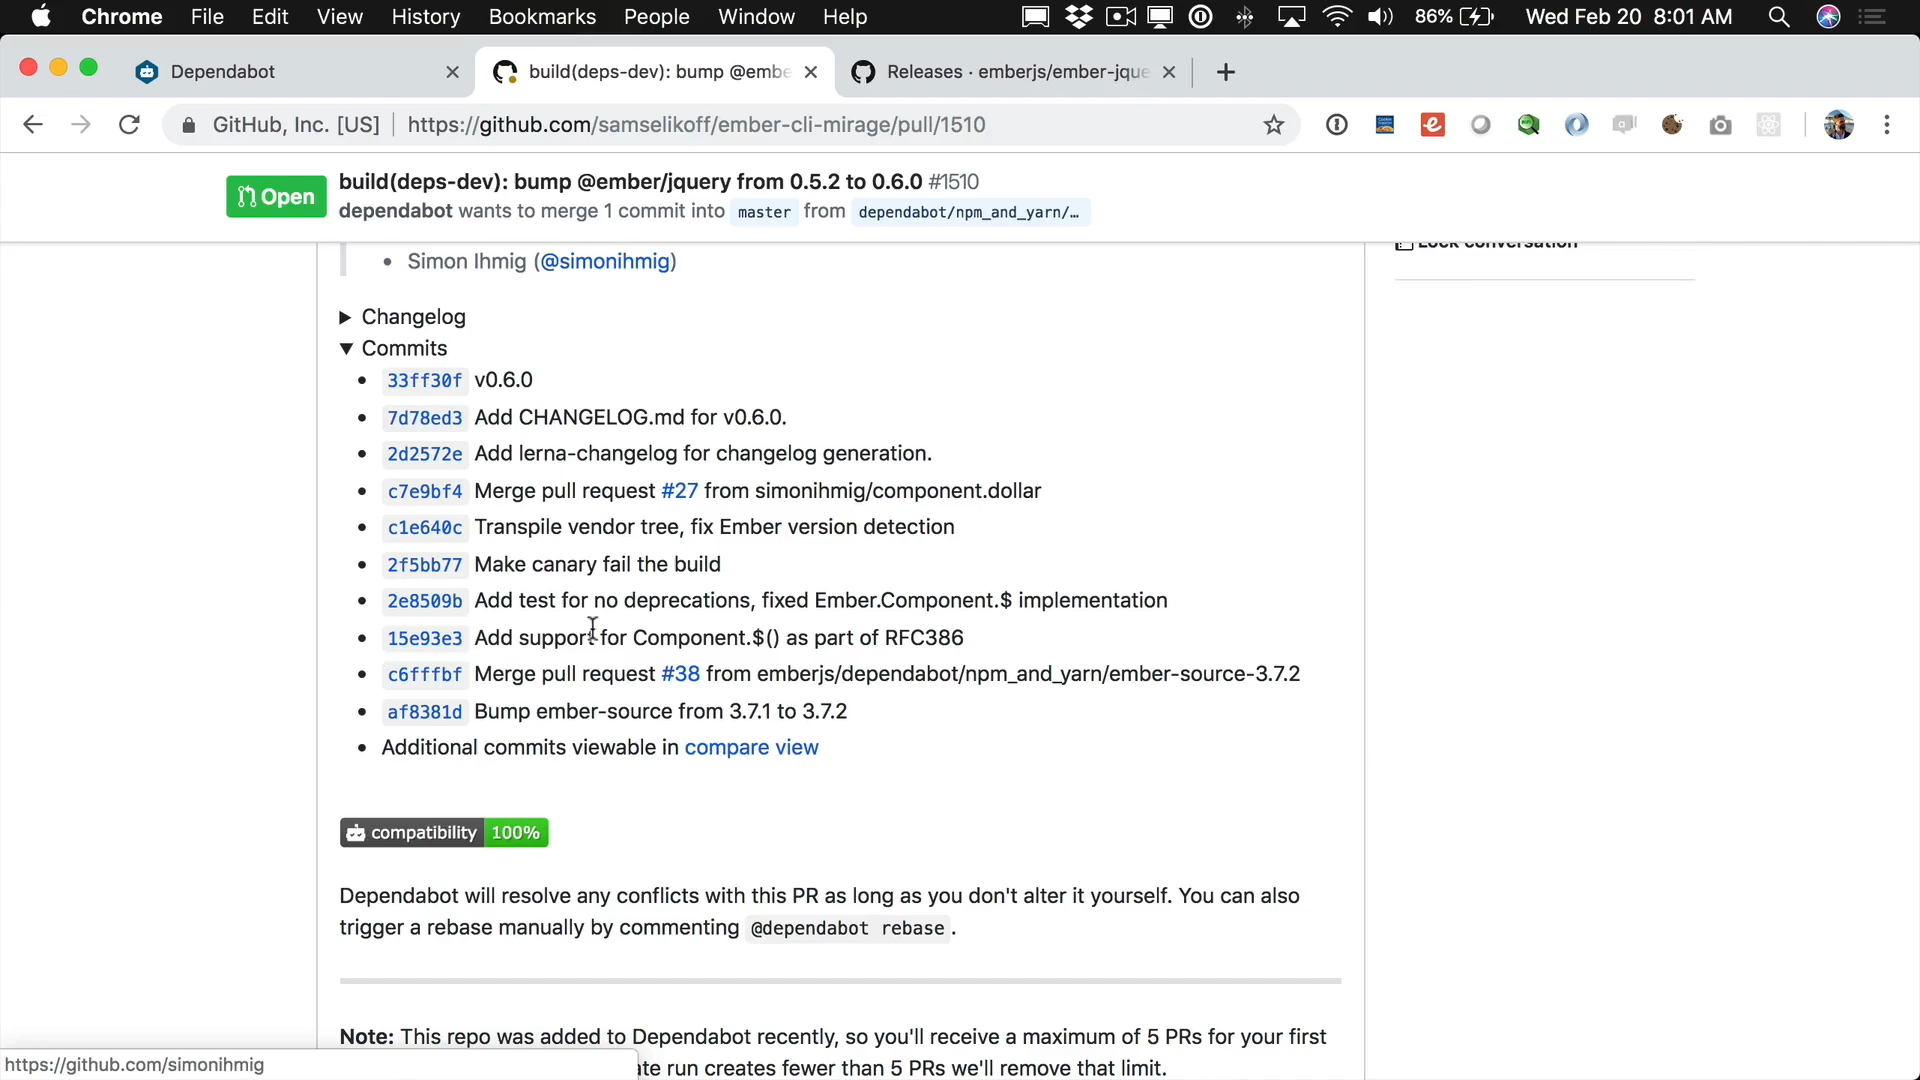 Chrome File Edit View History Bookmarks People Window Help 86% Wed Feb 20 8:01 AM
Dependabot
build(deps-dev): bump @embe
Releases · emberjs/ember-jque
GitHub, Inc. [US] | https://github.com/samselikoff/ember-cli-mirage/pull/1510
Open
build(deps-dev): bump @ember/jquery from 0.5.2 to 0.6.0 #1510
dependabot wants to merge 1 commit into master from dependabot/npm_and_yarn/…
Lock conversation
• Simon Ihmig (@simonihmig)
▶ Changelog
▼ Commits
• 33ff30f v0.6.0
• 7d78ed3 Add CHANGELOG.md for v0.6.0.
• 2d2572e Add lerna-changelog for changelog generation.
• c7e9bf4 Merge pull request #27 from simonihmig/component.dollar
• c1e640c Transpile vendor tree, fix Ember version detection
• 2f5bb77 Make canary fail the build
• 2e8509b Add test for no deprecations, fixed Ember.Component.$ implementation
• 15e93e3 Add support for Component.$() as part of RFC386
• c6fffbf Merge pull request #38 from emberjs/dependabot/npm_and_yarn/ember-source-3.7.2
• af8381d Bump ember-source from 3.7.1 to 3.7.2
• Additional commits viewable in compare view
compatibility 100%
Dependabot will resolve any conflicts with this PR as long as you don't alter it yourself. You can also
trigger a rebase manually by commenting @dependabot rebase.
Note: This repo was added to Dependabot recently, so you'll receive a maximum of 5 PRs for your first
ate run creates fewer than 5 PRs we'll remove that limit.
https://github.com/simonihmig